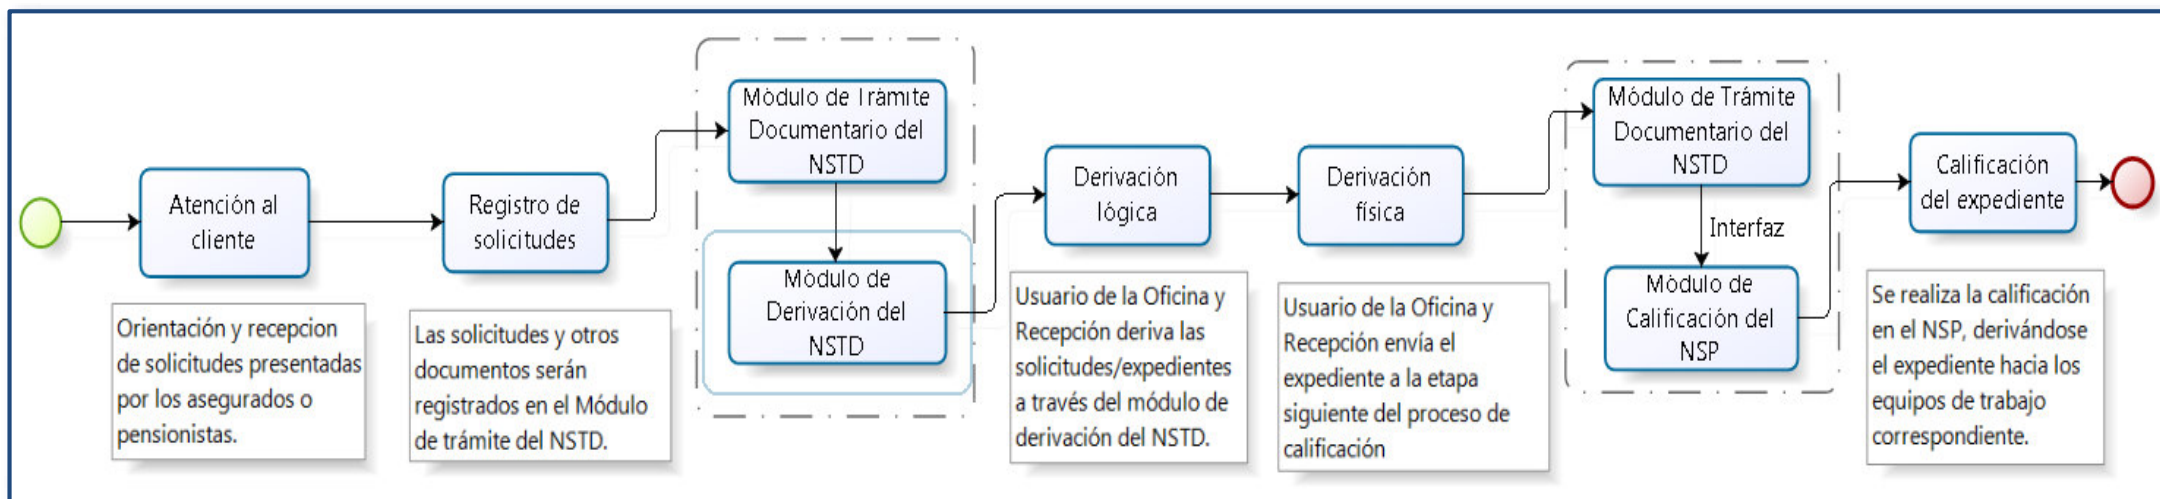 Atención al
cliente
Orientación y recepcion
de solicitudes presentadas
por los asegurados o
pensionistas.
Registro de
solicitudes
Las solicitudes y otros
documentos serán
registrados en el Módulo
de trámite del NSTD.
Módulo de Trámite
Documentario del
NSTD
Módulo de
Derivación del
NSTD
Derivación
lógica
Usuario de la Oficina y
Recepción deriva las
solicitudes/expedientes
a través del módulo de
derivación del NSTD.
Derivación
física
Usuario de la Oficina y
Recepción envía el
expediente a la etapa
siguiente del proceso de
calificación
Módulo de Trámite
Documentario del
NSTD
Interfaz
Módulo de
Calificación del
NSP
Calificación
del expediente
Se realiza la calificación
en el NSP, derivándose
el expediente hacia los
equipos de trabajo
correspondiente.